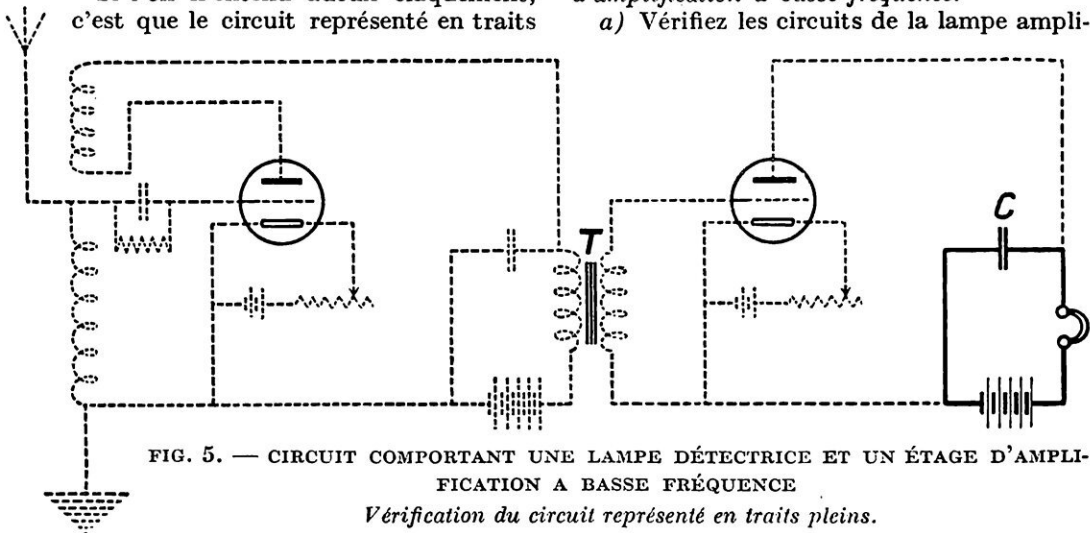 c'est que le circuit représenté en traits
a) Vérifiez les circuits de la lampe ampli-
T
C
FIG. 5. — CIRCUIT COMPORTANT UNE LAMPE DÉTECTRICE ET UN ÉTAGE D'AMPLI-
FICATION A BASSE FRÉQUENCE
Vérification du circuit représenté en traits pleins.